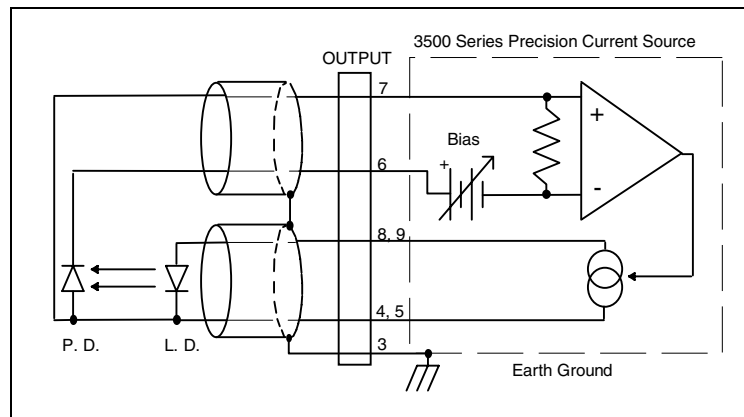 3500 Series Precision Current Source
OUTPUT
7
+
Bias
+
6
-
8, 9
4, 5
P. D.
L. D.
3
Earth Ground